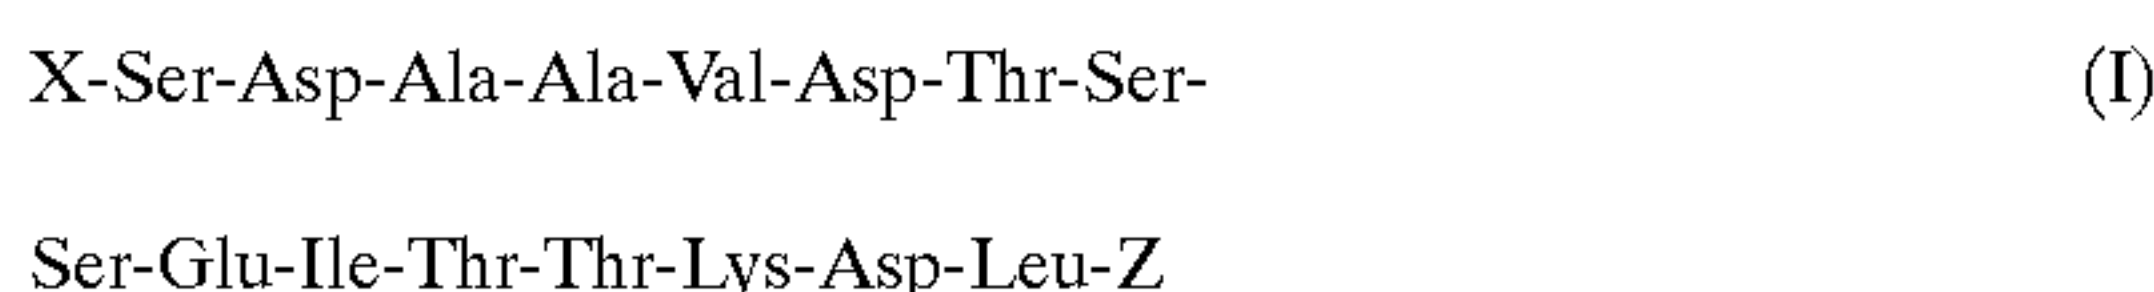 X-Ser-Asp-Ala-Ala-Val-Asp-Thr-Ser- (I)
Ser-Glu-Ile-Thr-Thr-Lys-Asp-Leu-Z